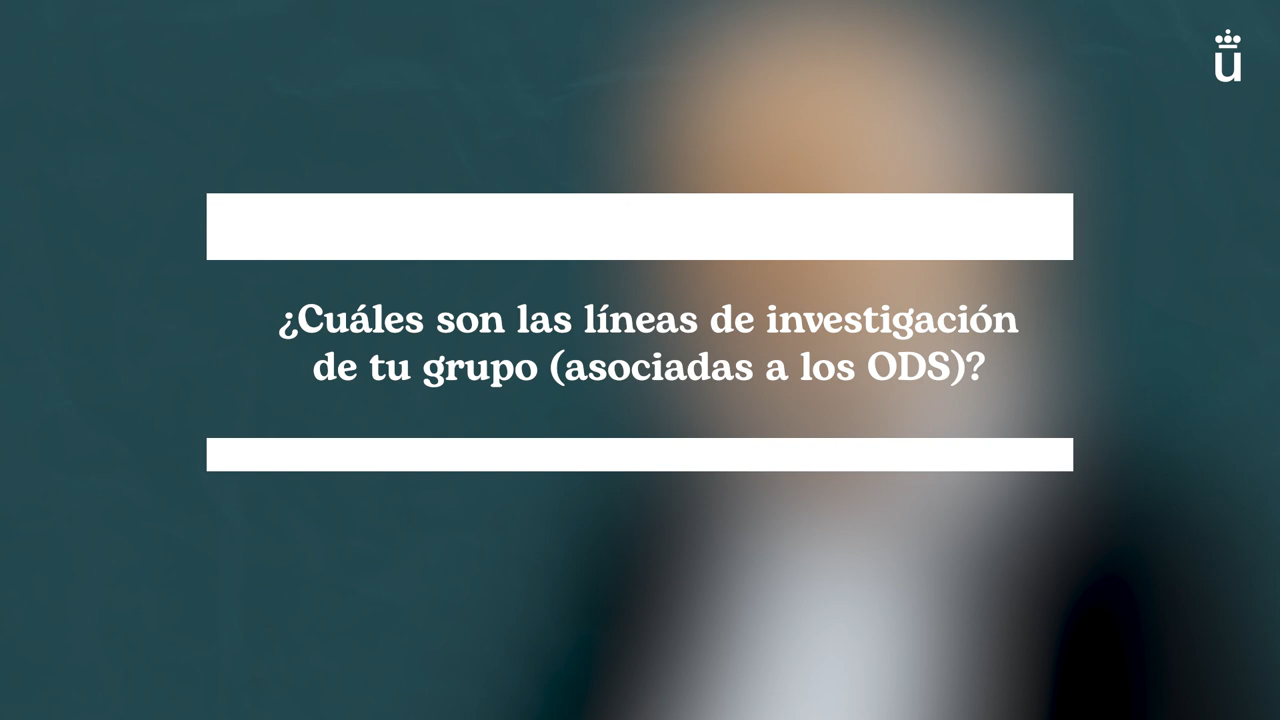 ¿Cuáles son las líneas de investigación
de tu grupo (asociadas a los ODS)?
u